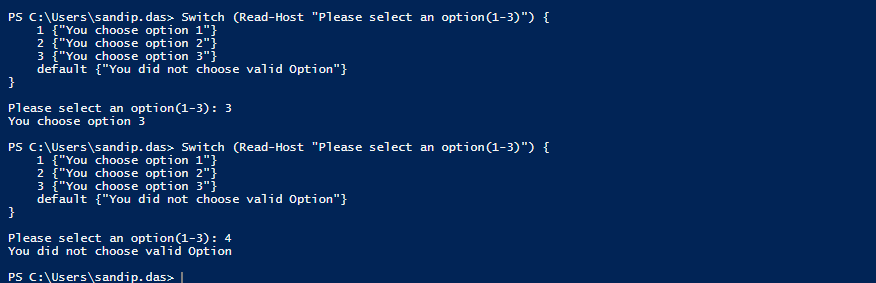 PS C:\Users\sandip.das> Switch (Read-Host "Please select an option(1-3)") {
    1 {"You choose option 1"}
    2 {"You choose option 2"}
    3 {"You choose option 3"}
    default {"You did not choose valid Option"}
}
Please select an option(1-3): 3
You choose option 3
PS C:\Users\sandip.das> Switch (Read-Host "Please select an option(1-3)") {
    1 {"You choose option 1"}
    2 {"You choose option 2"}
    3 {"You choose option 3"}
    default {"You did not choose valid Option"}
}
Please select an option(1-3): 4
You did not choose valid Option
PS C:\Users\sandip.das>